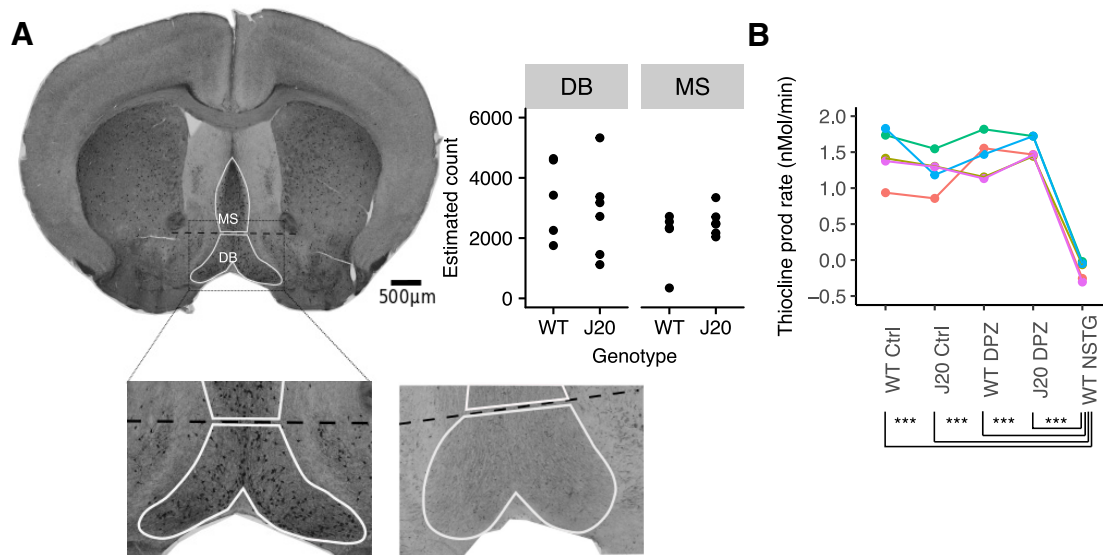 A
B
MS
DB
500μm
DB
MS
Estimated count
6000
4000
2000
0
WT
J20
WT
J20
Genotype
Thiocline prod rate (nMol/min)
2.0
1.5
1.0
0.0
−0.5
WT Ctrl
J20 Ctrl
WT DPZ
J20 DPZ
WT NSTG
***
***
***
***